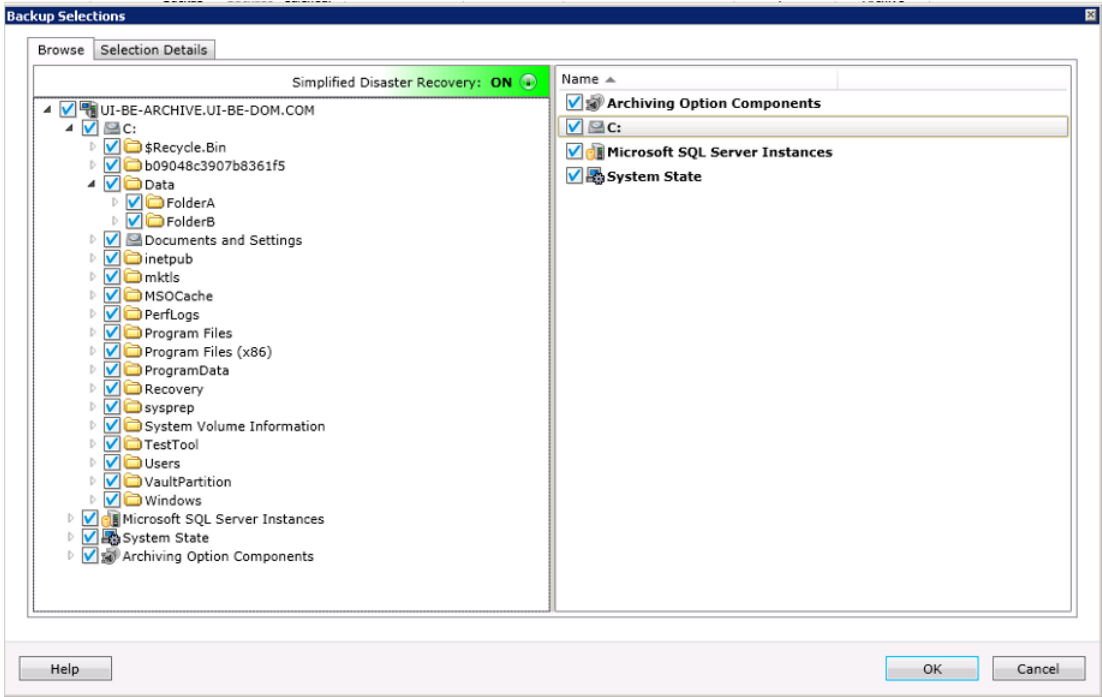 Backup Selections
Browse
Selection Details
Simplified Disaster Recovery: ON
UI-BE-ARCHIVE.UI-BE-DOM.COM
C:
$Recycle.Bin
b09048c3907b8361f5
Data
FolderA
FolderB
Documents and Settings
inetpub
mktls
MSOCache
PerfLogs
Program Files
Program Files (x86)
ProgramData
Recovery
sysprep
System Volume Information
TestTool
Users
VaultPartition
Windows
Microsoft SQL Server Instances
System State
Archiving Option Components
Name
Archiving Option Components
C:
Microsoft SQL Server Instances
System State
Help
OK
Cancel